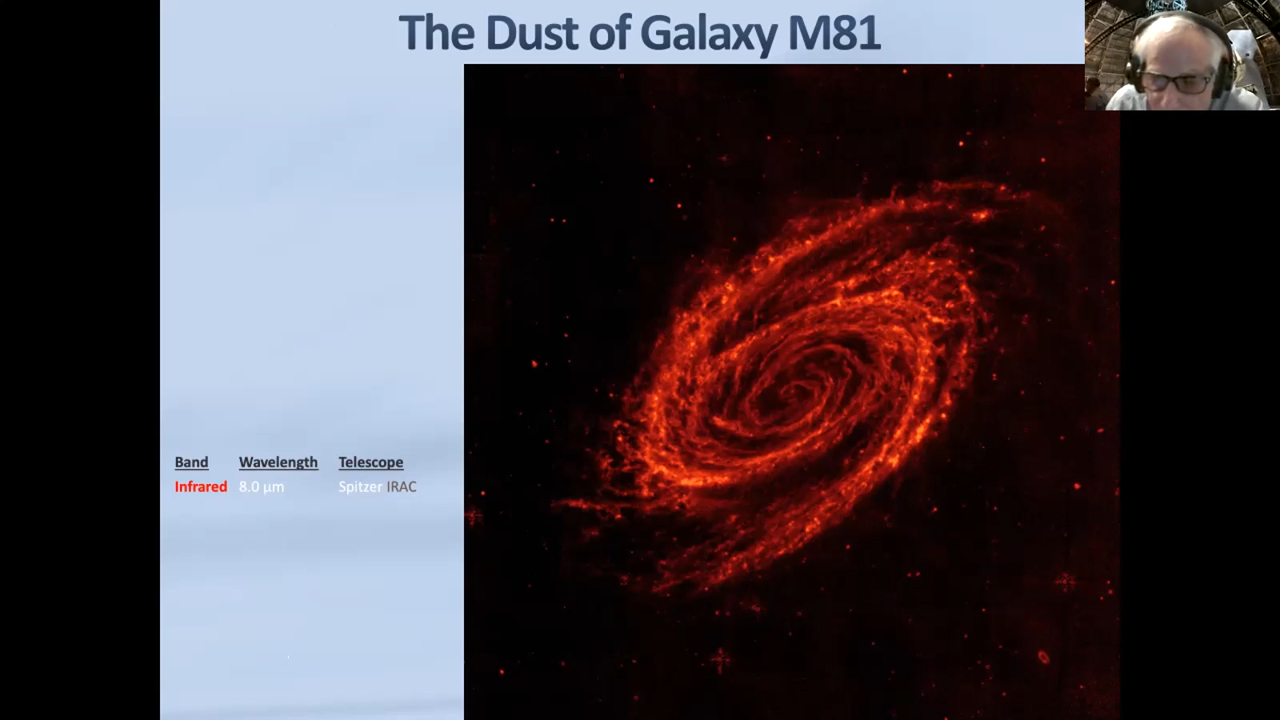 The Dust of Galaxy M81
Band Wavelength Telescope
Infrared 8.0 μm Spitzer IRAC